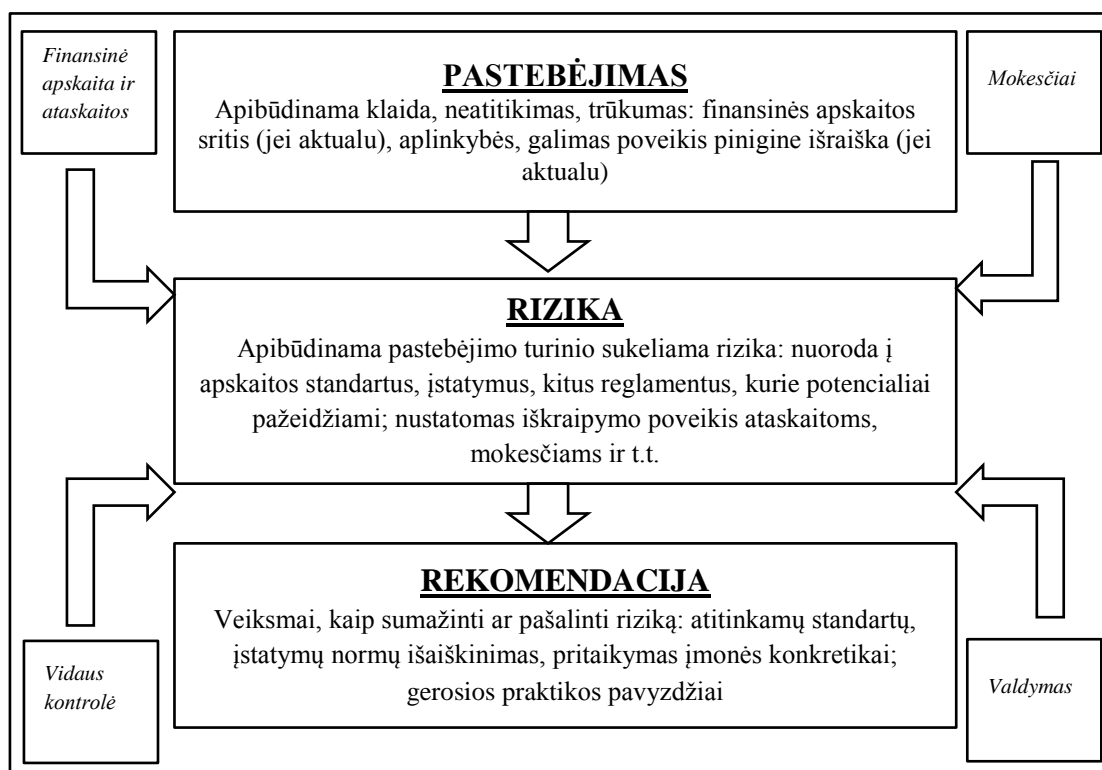 Finansinė
apskaita ir
ataskaitos
PASTEBĖJIMAS
Apibūdinama klaida, neatitikimas, trūkumas: finansinės apskaitos
sritis (jei aktualu), aplinkybės, galimas poveikis pinigine išraiška (jei
aktualu)
Mokesčiai
RIZIKA
Apibūdinama pastebėjimo turinio sukeliama rizika: nuoroda į
apskaitos standartus, įstatymus, kitus reglamentus, kurie potencialiai
pažeidžiami; nustatomas iškraipymo poveikis ataskaitoms,
mokesčiams ir t.t.
REKOMENDACIJA
Veiksmai, kaip sumažinti ar pašalinti riziką: atitinkamų standartų,
įstatymų normų išaiškinimas, pritaikymas įmonės konkretikai;
gerosios praktikos pavyzdžiai
Vidaus
kontrolė
Valdymas